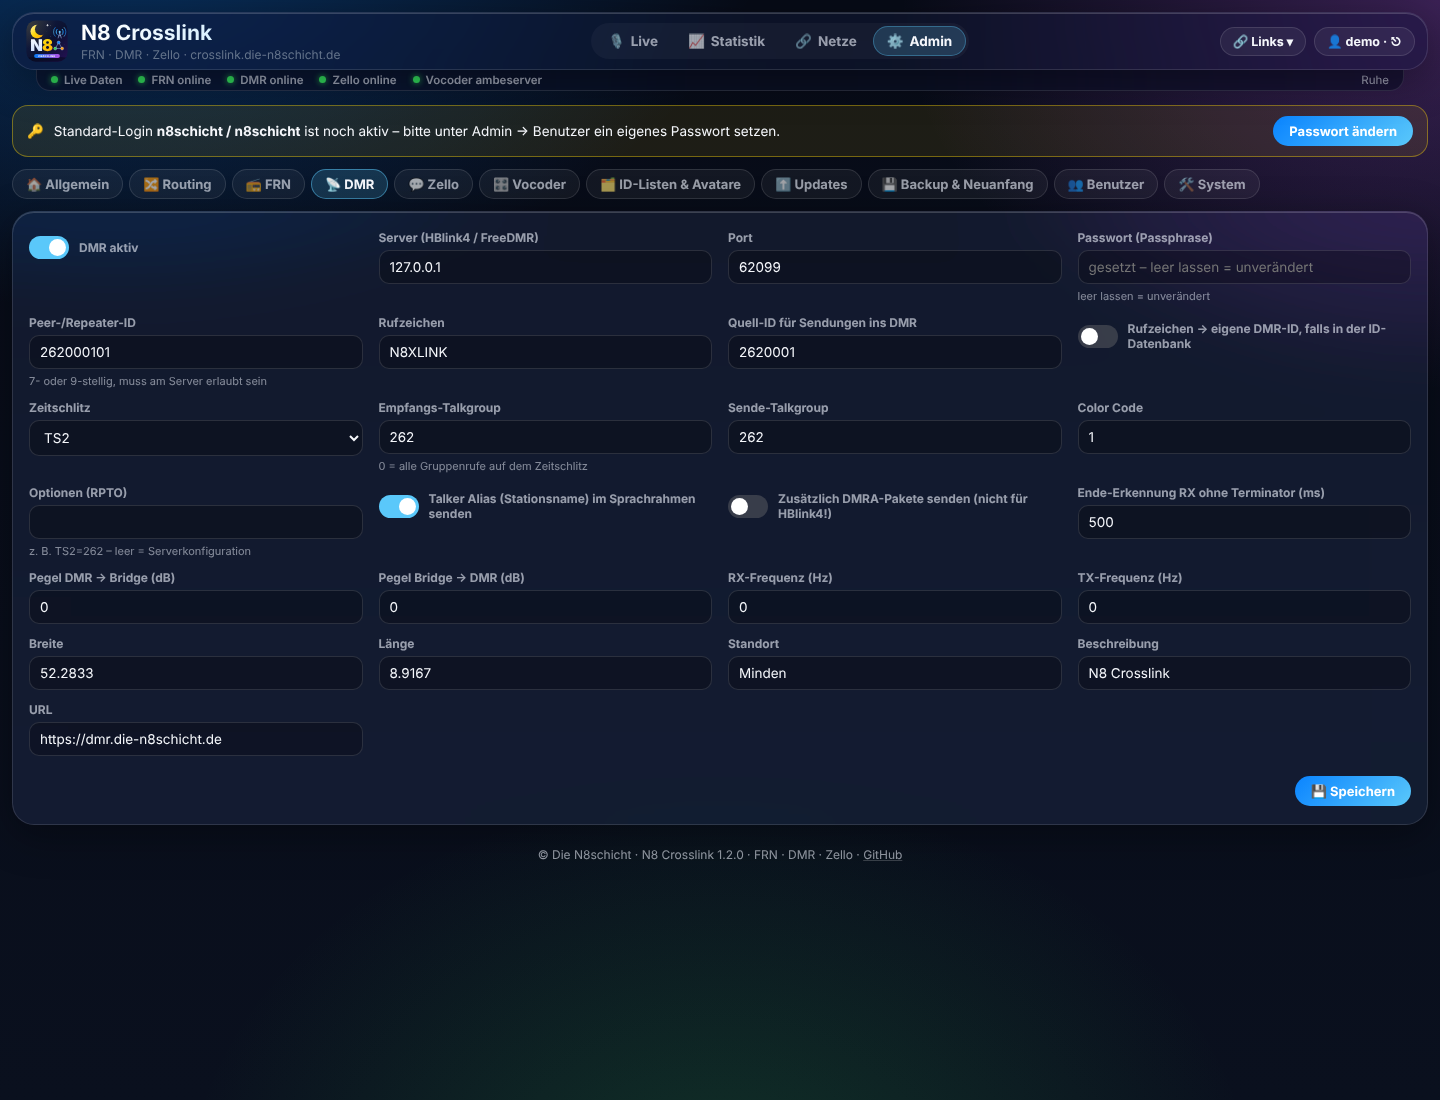 N8 Crosslink
FRN · DMR · Zello · crosslink.die-n8schicht.de
Live
Statistik
Netze
Admin
Links ▾
demo · ⎋
Live Daten
FRN online
DMR online
Zello online
Vocoder ambeserver
Ruhe
Standard-Login n8schicht / n8schicht ist noch aktiv – bitte unter Admin → Benutzer ein eigenes Passwort setzen.
Passwort ändern
Allgemein
Routing
FRN
DMR
Zello
Vocoder
ID-Listen & Avatare
Updates
Backup & Neuanfang
Benutzer
System
DMR aktiv
Server (HBlink4 / FreeDMR)
127.0.0.1
Port
62099
Passwort (Passphrase)
gesetzt – leer lassen = unverändert
leer lassen = unverändert
Peer-/Repeater-ID
262000101
7- oder 9-stellig, muss am Server erlaubt sein
Rufzeichen
N8XLINK
Quell-ID für Sendungen ins DMR
2620001
Rufzeichen → eigene DMR-ID, falls in der ID-
Datenbank
Zeitschlitz
TS2
Empfangs-Talkgroup
262
0 = alle Gruppenrufe auf dem Zeitschlitz
Sende-Talkgroup
262
Color Code
1
Optionen (RPTO)
z. B. TS2=262 – leer = Serverkonfiguration
Talker Alias (Stationsname) im Sprachrahmen
senden
Zusätzlich DMRA-Pakete senden (nicht für
HBlink4!)
Ende-Erkennung RX ohne Terminator (ms)
500
Pegel DMR → Bridge (dB)
0
Pegel Bridge → DMR (dB)
0
RX-Frequenz (Hz)
0
TX-Frequenz (Hz)
0
Breite
52.2833
Länge
8.9167
Standort
Minden
Beschreibung
N8 Crosslink
URL
https://dmr.die-n8schicht.de
Speichern
© Die N8schicht · N8 Crosslink 1.2.0 · FRN · DMR · Zello · GitHub